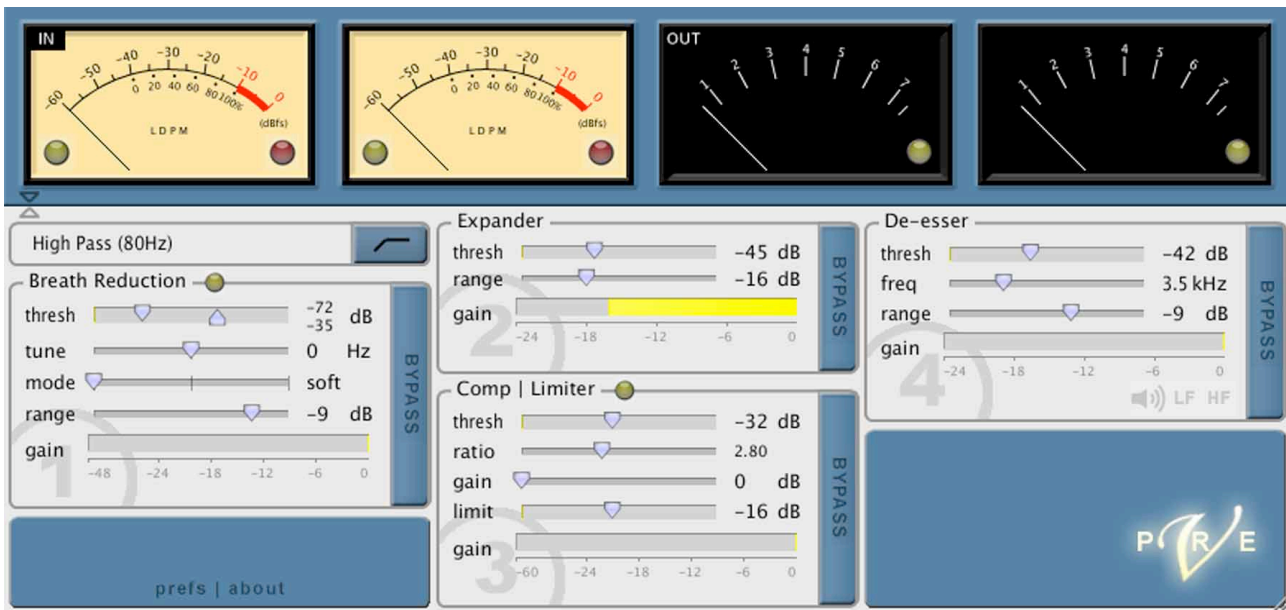 IN
-60 -50 -40 -30 -20 -10 0
0 20 40 60 80 100%
(dBfs)
LDPM
-60 -50 -40 -30 -20 -10 0
0 20 40 60 80 100%
(dBfs)
LDPM
OUT
1 2 3 4 5 6 7
1 2 3 4 5 6 7
High Pass (80Hz)
Breath Reduction
thresh -72 -35 dB
tune 0 Hz
mode soft
range -9 dB
gain
-48 -24 -18 -12 -6 0
1
BYPASS
prefs | about
Expander
thresh -45 dB
range -16 dB
gain
-24 -18 -12 -6 0
2
BYPASS
Comp | Limiter
thresh -32 dB
ratio 2.80
gain 0 dB
limit -16 dB
gain
-60 -24 -18 -12 -6 0
3
BYPASS
De-esser
thresh -42 dB
freq 3.5 kHz
range -9 dB
gain
-24 -18 -12 -6 0
4
LF HF
BYPASS
PVRE